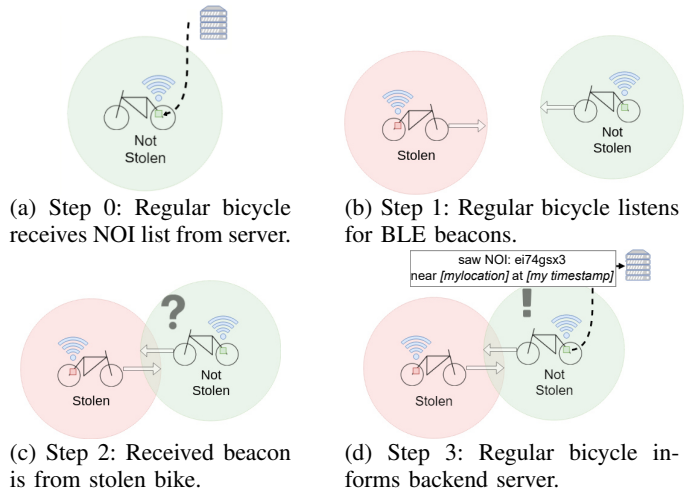 Not
Stolen
(a) Step 0: Regular bicycle
receives NOI list from server.
Stolen
Not
Stolen
(b) Step 1: Regular bicycle listens
for BLE beacons.
?
Stolen
Not
Stolen
(c) Step 2: Received beacon
is from stolen bike.
saw NOI: ei74gsx3
near [mylocation] at [my timestamp]
!
Stolen
Not
Stolen
(d) Step 3: Regular bicycle in-
forms backend server.